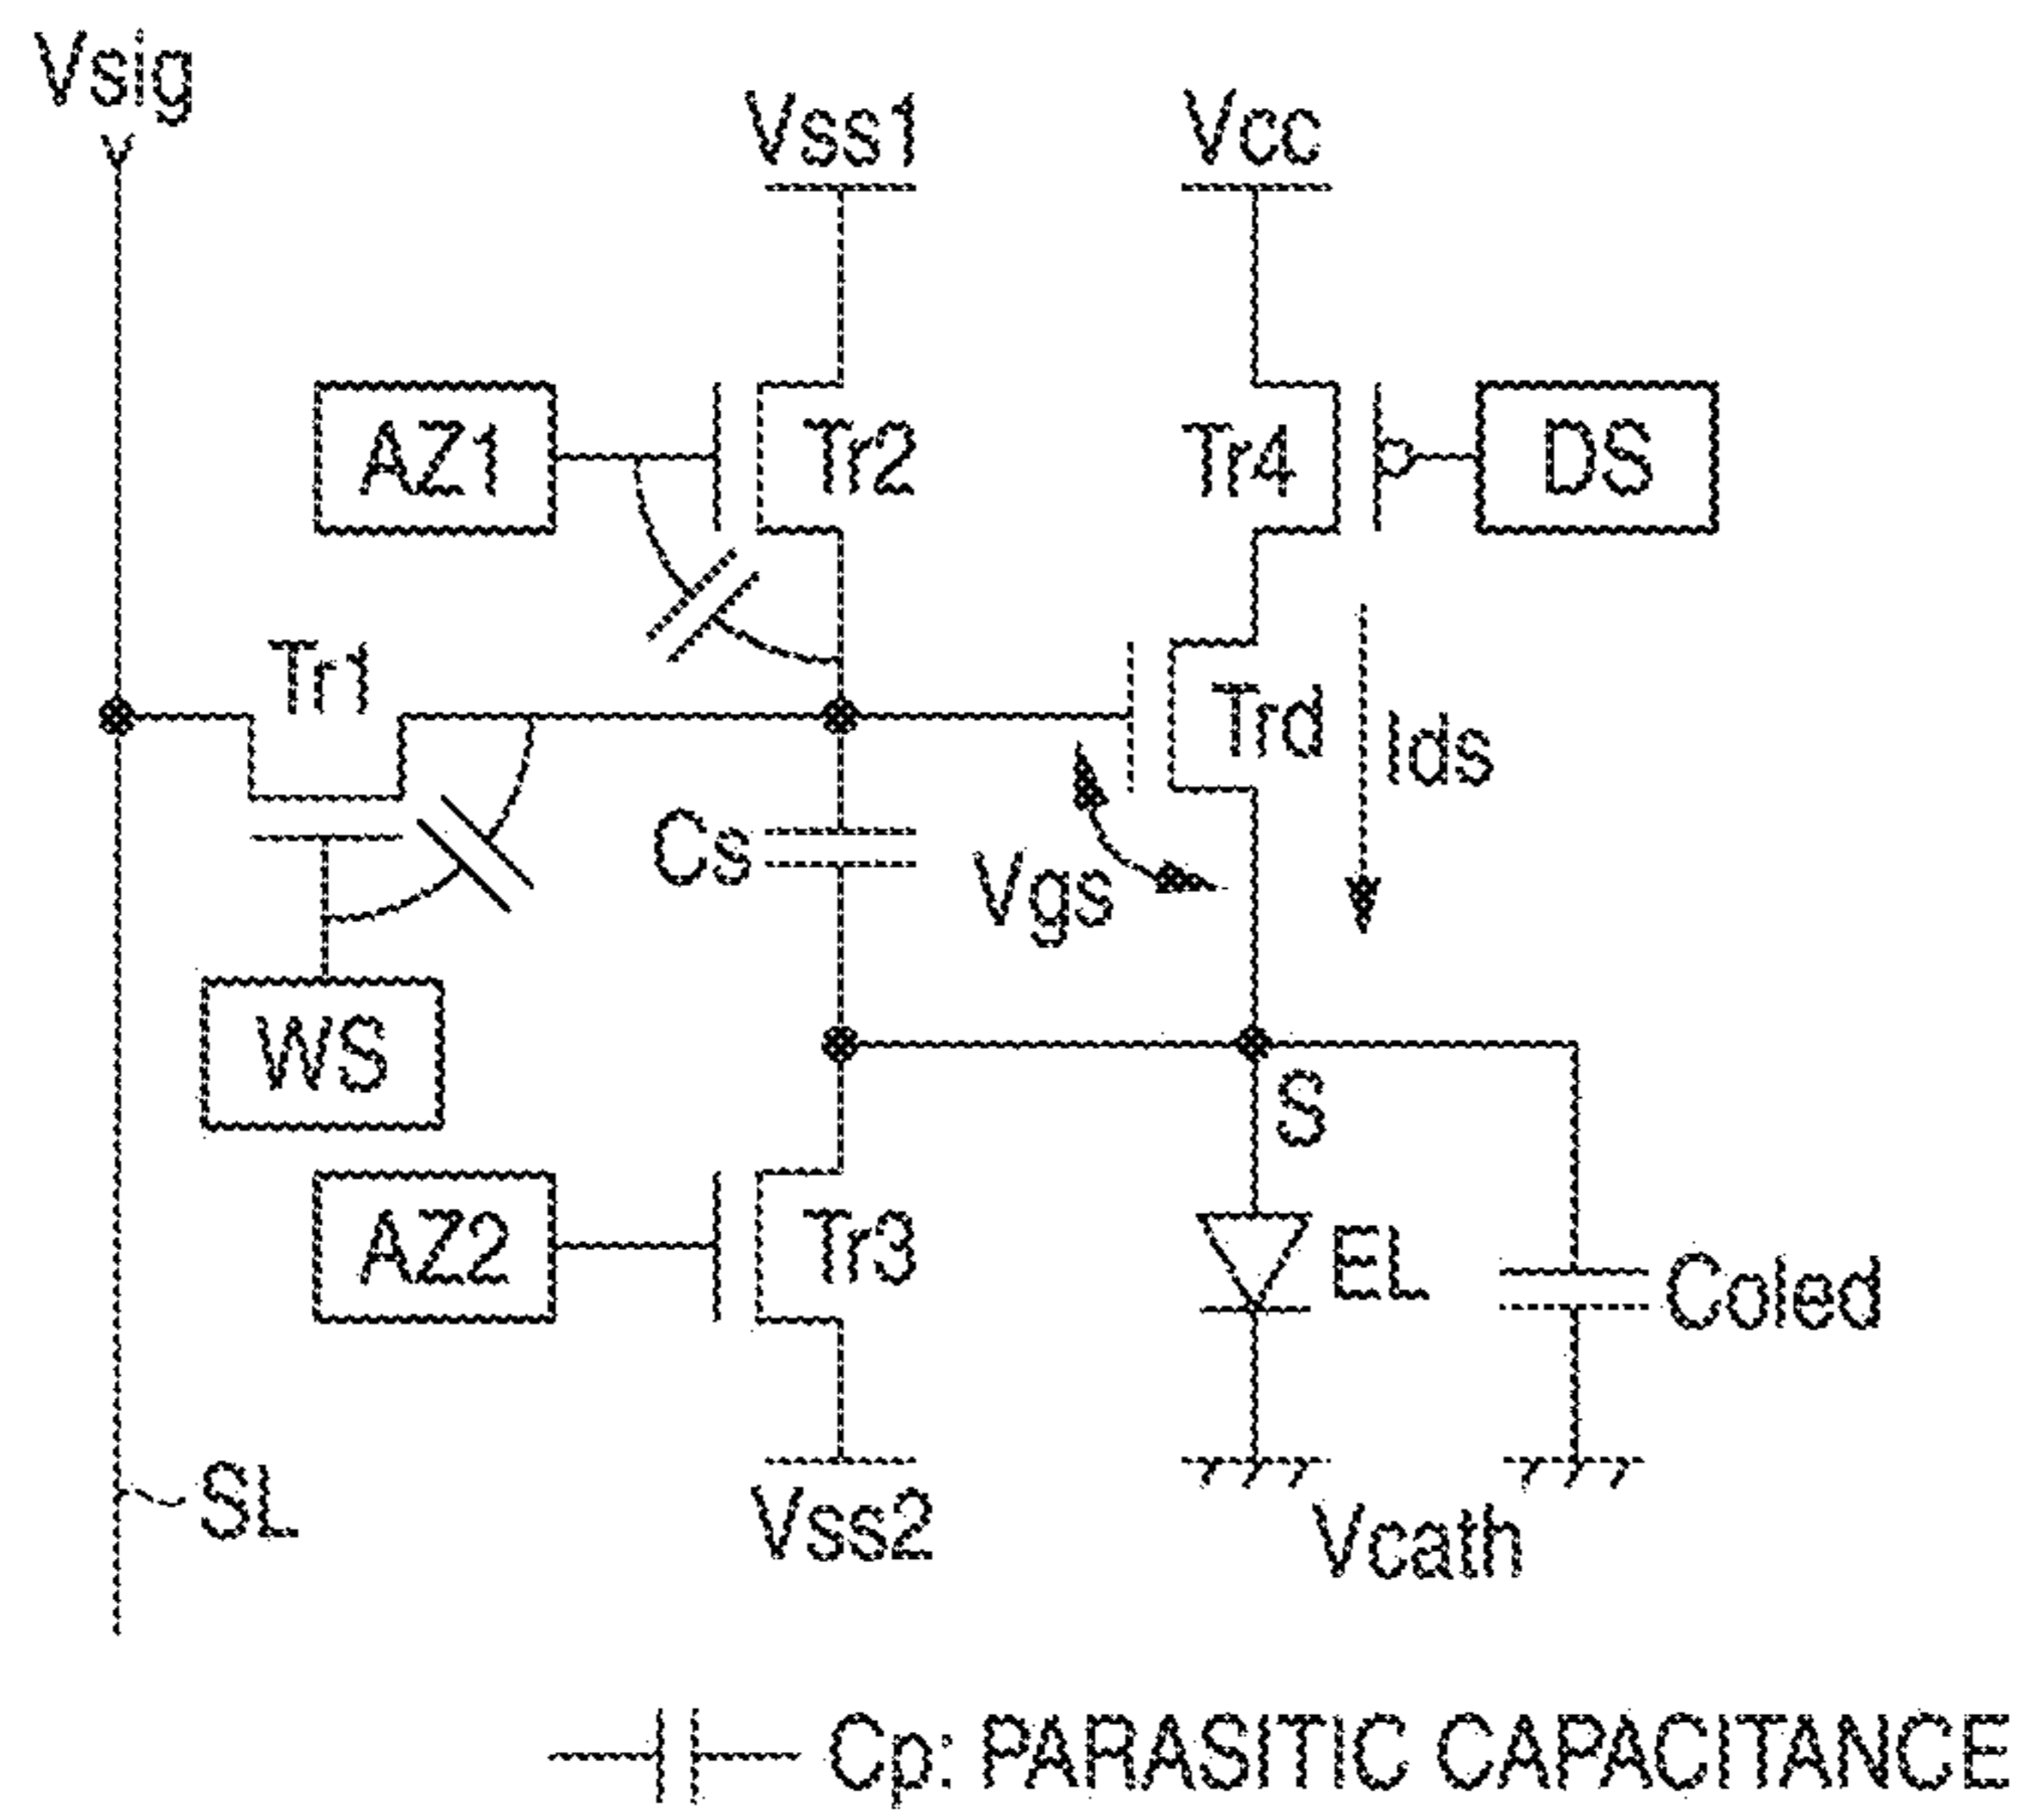 Vsig
Vss1
Vcc
AZ1
Tr2
Tr4
DS
Tr1
Trd
Ids
Cs
Vgs
WS
S
AZ2
Tr3
EL
Coled
SL
Vss2
Vcath
Cp: PARASITIC CAPACITANCE